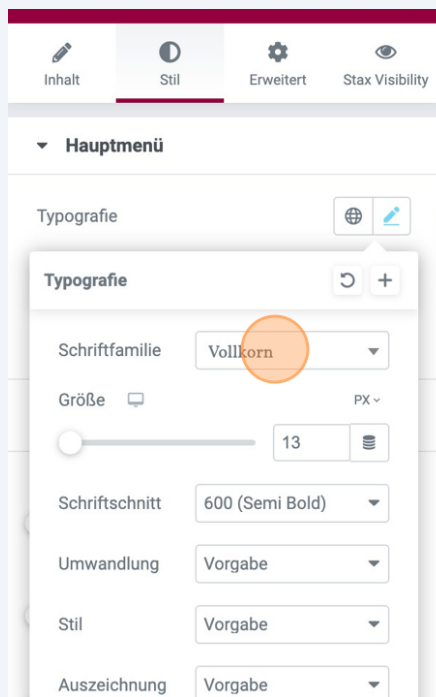 Inhalt Stil Erweitert Stax Visibility
Hauptmenü
Typografie
Typografie
Schriftfamilie Vollkorn
Größe PX
13
Schriftschnitt 600 (Semi Bold)
Umwandlung Vorgabe
Stil Vorgabe
Auszeichnung Vorgabe